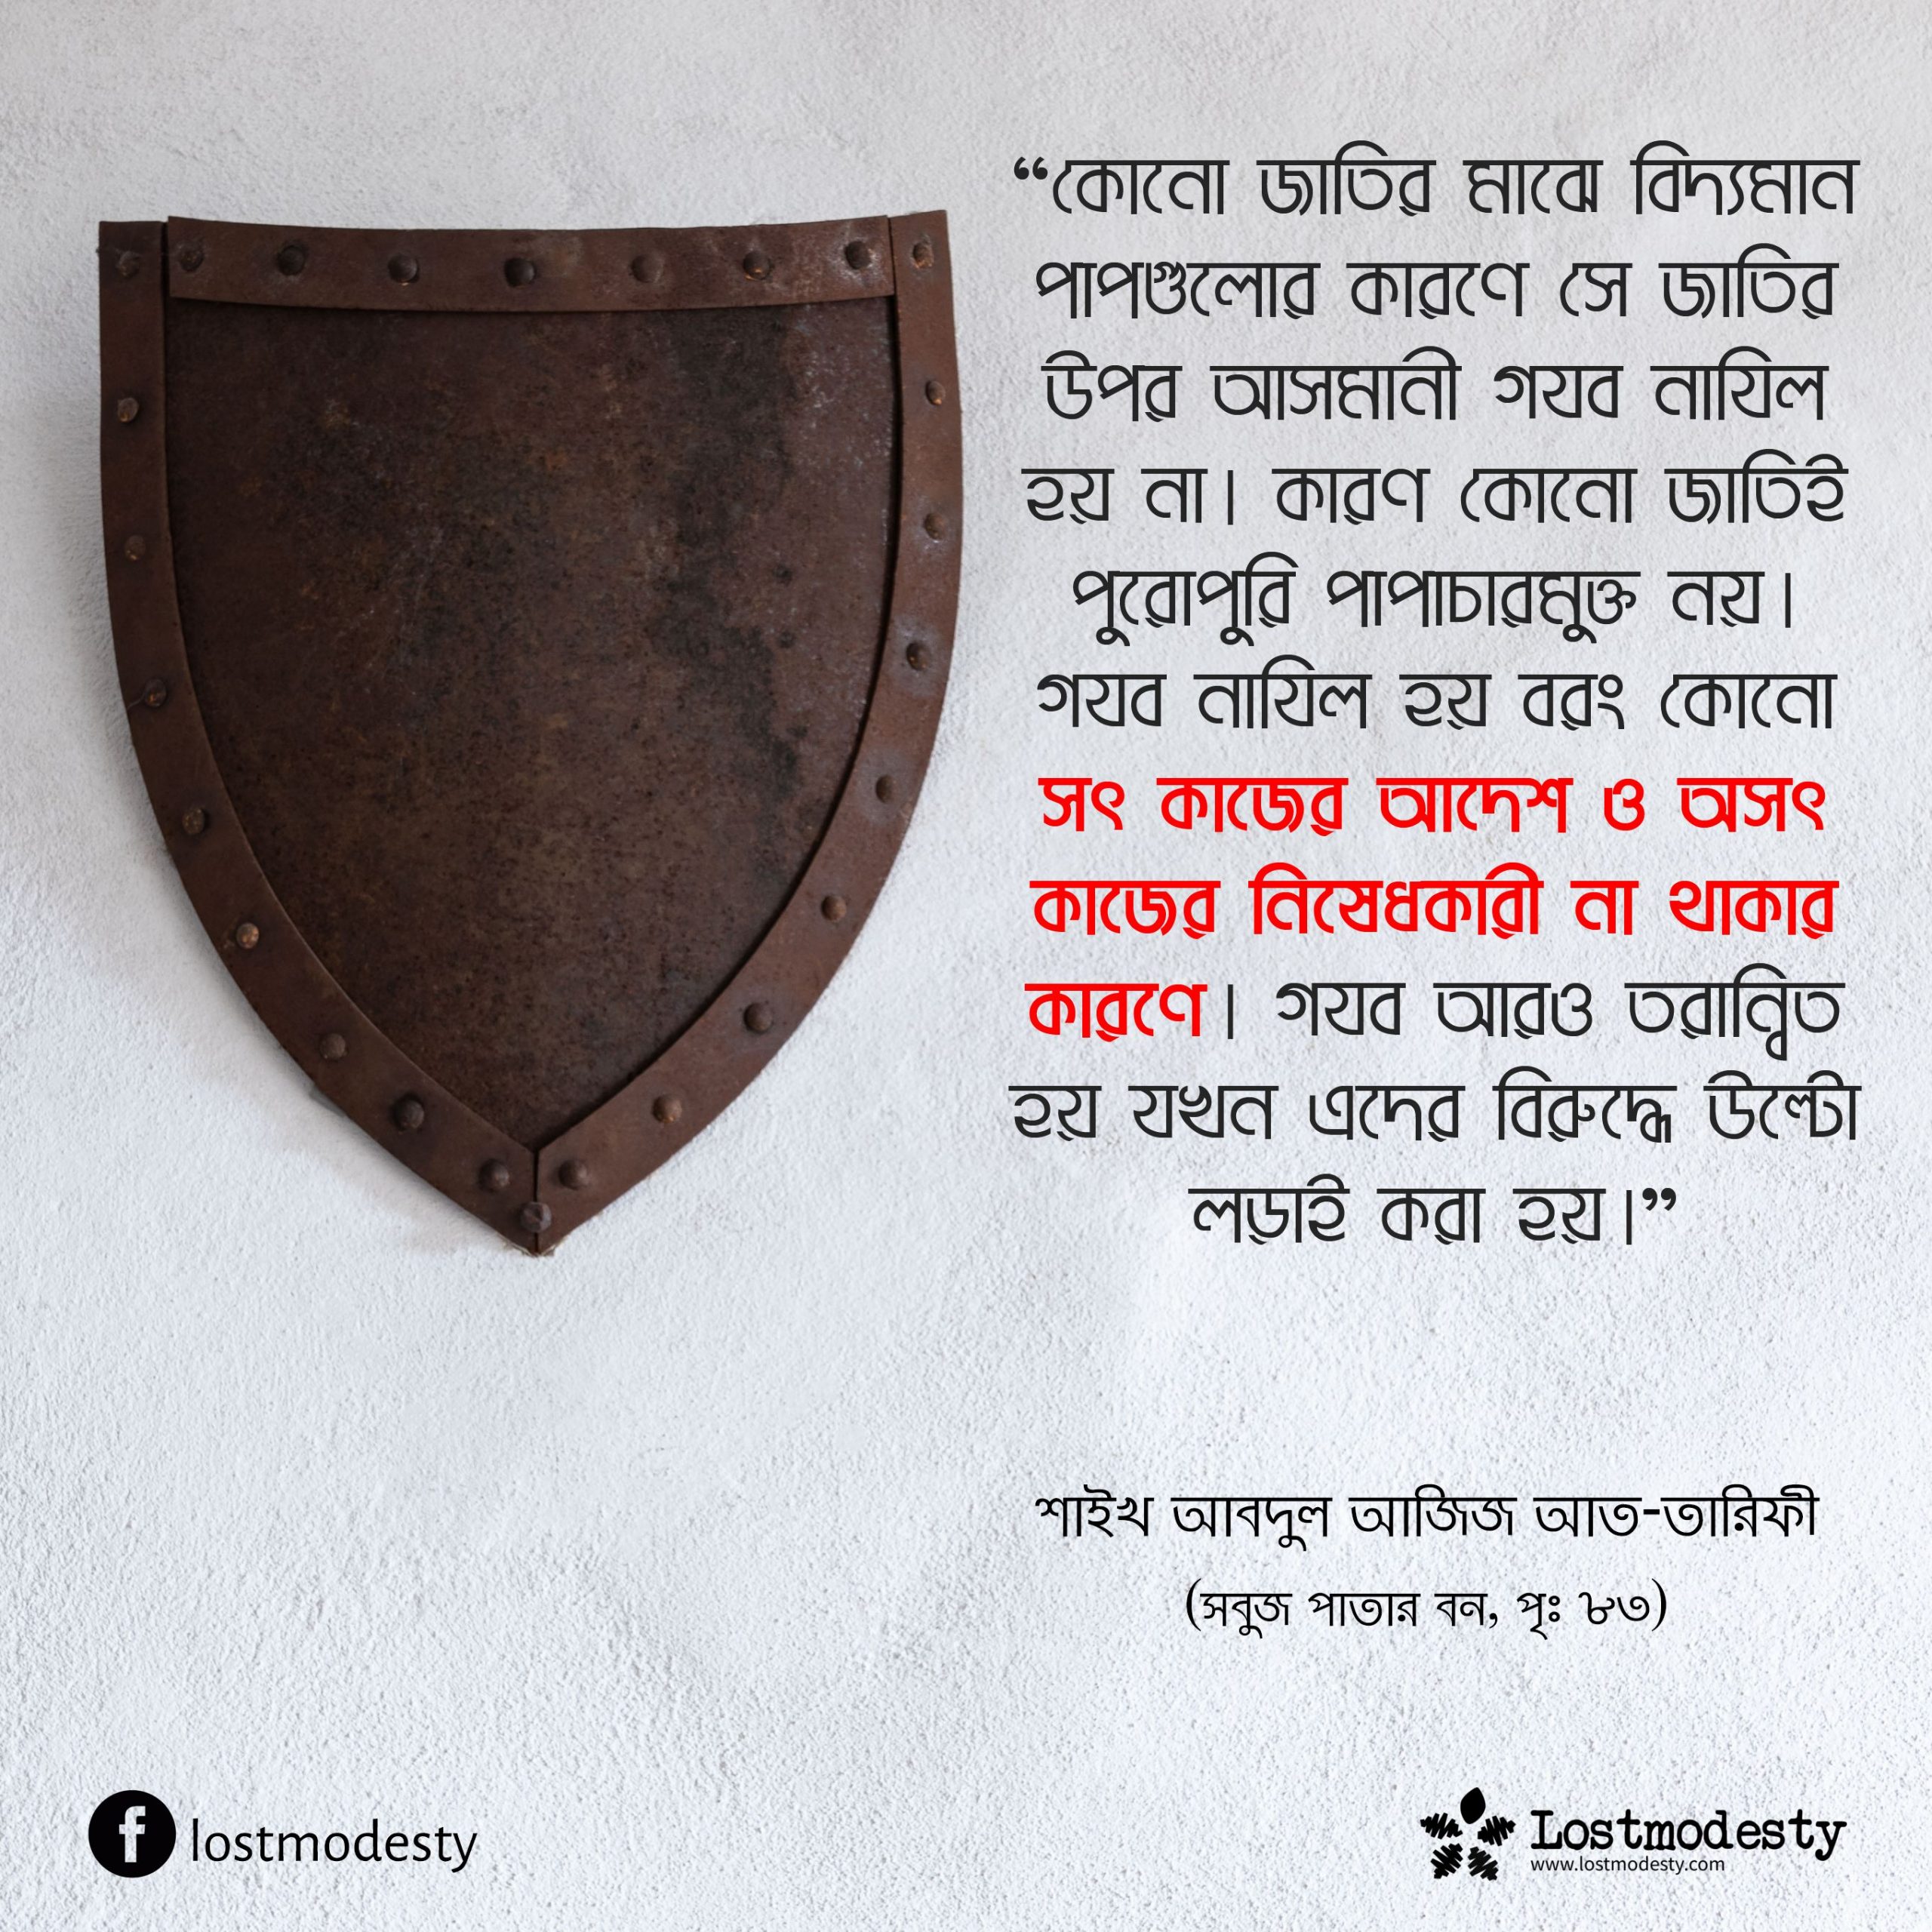 “কোনো জাতির মাঝে বিদ্যমান
পাপগুলোর কারণে সে জাতির
উপর আসমানী গযব নাযিল
হয় না। কারণ কোনো জাতিই
পুরোপুরি পাপাচারমুক্ত নয়।
গযব নাযিল হয় বরং কোনো
সৎ কাজের আদেশ ও অসৎ
কাজের নিষেধকারী না থাকার
কারণে। গযব আরও তরান্বিত
হয় যখন এদের বিরুদ্ধে উল্টো
লড়াই করা হয়।”
শাইখ আবদুল আজিজ আত-তারিফী
(সবুজ পাতার বন, পৃঃ ৮৩)
lostmodesty
Lostmodesty
www.lostmodesty.com